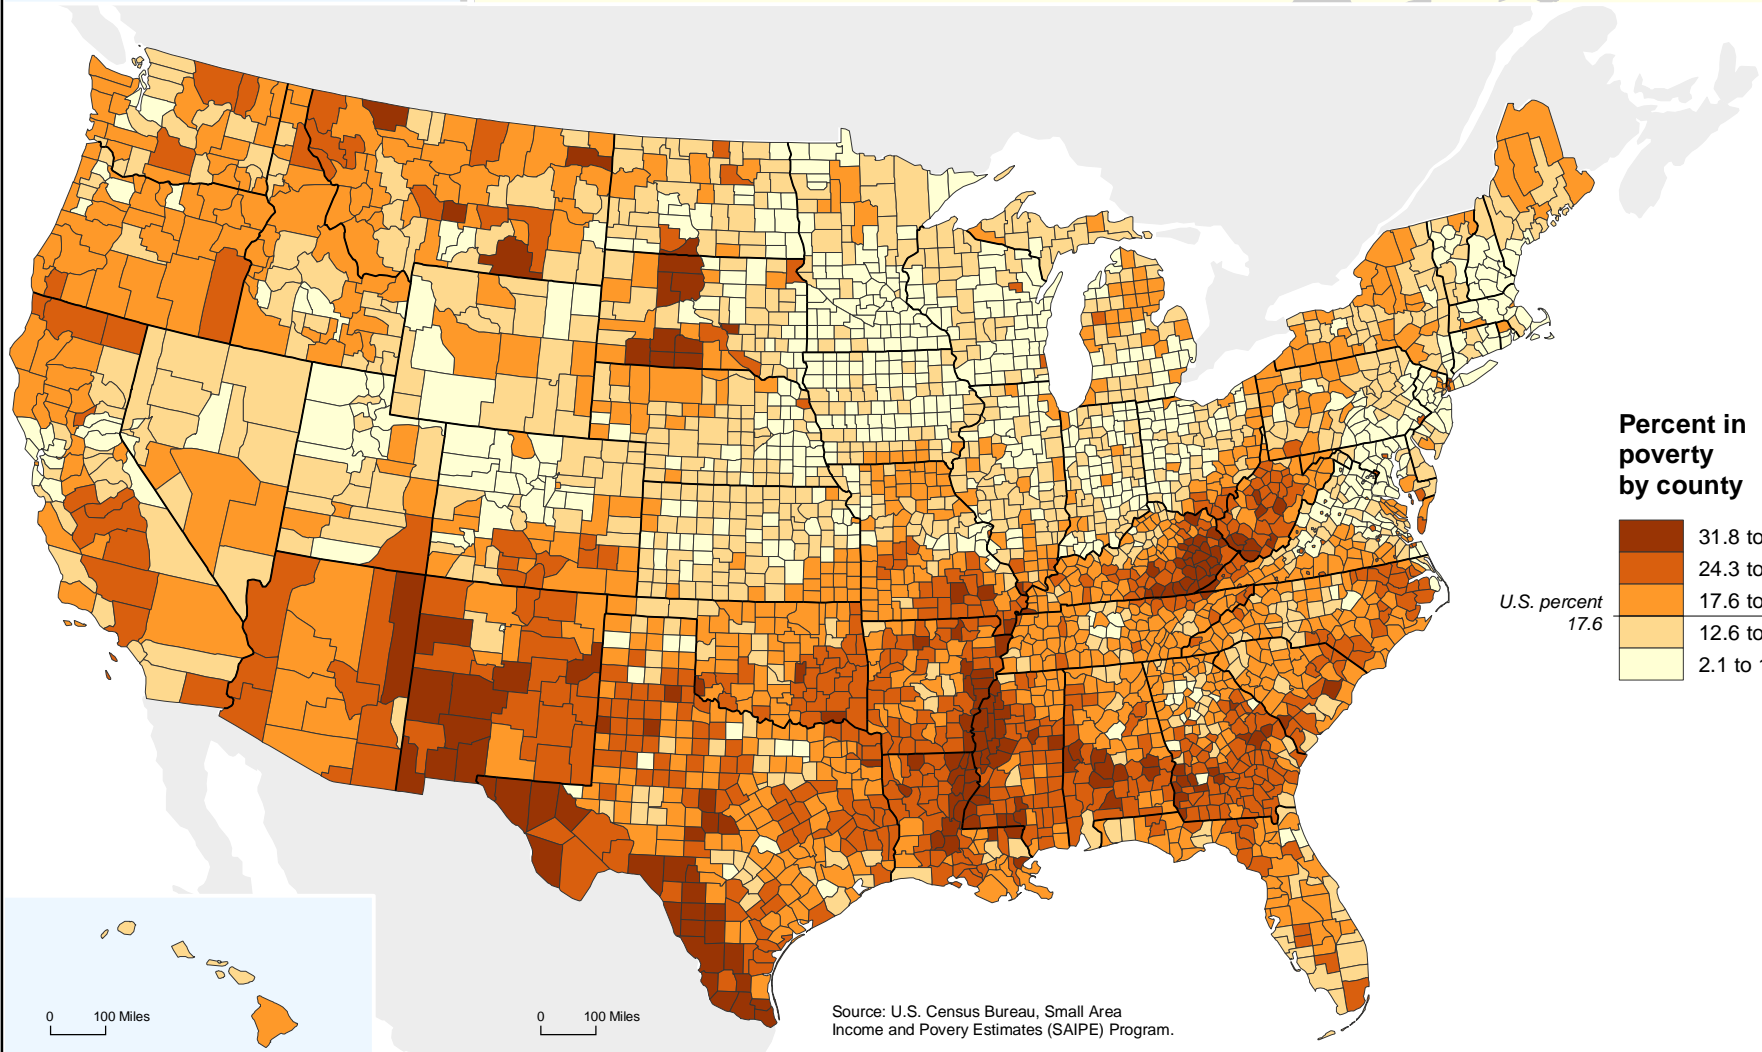 Percent in
poverty
by county
31.8 to
24.3 to
17.6 to
12.6 to
2.1 to
U.S. percent
17.6
0 100 Miles
0 100 Miles
Source: U.S. Census Bureau, Small Area
Income and Povery Estimates (SAIPE) Program.